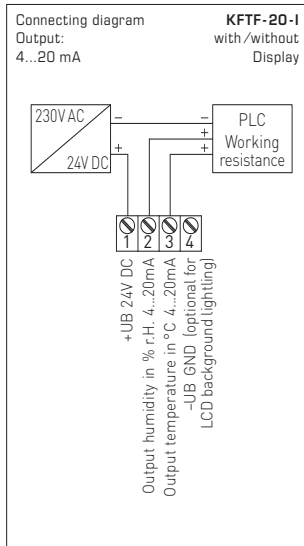 Connecting diagram
Output:
4...20 mA
KFTF-20-I
with/without
Display
230V AC
24V DC
–
+
–
+
+
PLC
Working
resistance
1 2 3 4
+UB 24V DC
Output humidity in % r.H. 4...20mA
Output temperature in °C 4...20mA
–UB GND (optional for
LCD background lightling)